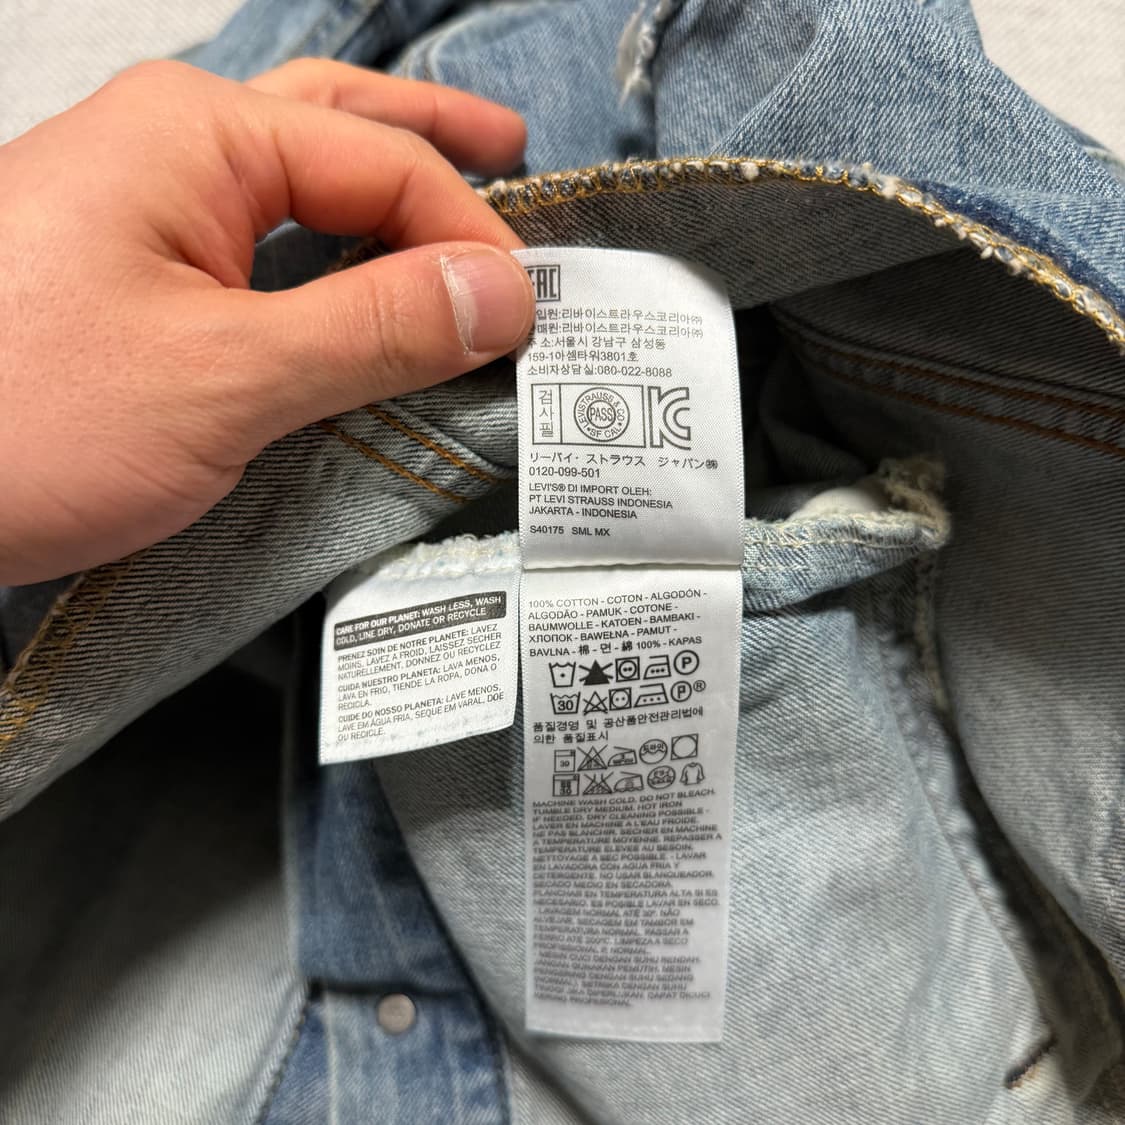 EAC
입원:리바이스트라우스코리아㈜
매원:리바이스트라우스코리아㈜
주 소:서울시 강남구 삼성동
159-1아셈타워3801호
소비자상담실:080-022-8088
검사필
LEVI STRAUSS & CO
PASS
SF CAL
リーバイ・ストラウス ジャパン㈱
0120-099-501
LEVI'S® DI IMPORT OLEH:
PT LEVI STRAUSS INDONESIA
JAKARTA - INDONESIA
S40175 SML MX
CARE FOR OUR PLANET: WASH LESS, WASH
COLD, LINE DRY, DONATE OR RECYCLE
PRENEZ SOIN DE NOTRE PLANETE: LAVEZ
MOINS, LAVEZ A FROID, LAISSEZ SECHER
NATURELLEMENT, DONNEZ OU RECYCLEZ
CUIDA NUESTRO PLANETA: LAVA MENOS,
LAVA EN FRIO, TIENDE LA ROPA, DONA O
RECICLA.
CUIDE DO NOSSO PLANETA: LAVE MENOS,
LAVE EM ÁGUA FRIA, SEQUE EM VARAL, DOE
OU RECICLE.
100% COTTON - COTON - ALGODÓN -
ALGODÃO - PAMUK - COTONE -
BAUMWOLLE - KATOEN - BAMBAKI -
ХЛОПОК - BAWEŁNA - PAMUT -
BAVLNA - 棉 - 면 - 綿 100% - KAPAS
P
30 P ®
품질경영 및 공산품안전관리법에
의한 품질표시
30
30
MACHINE WASH COLD. DO NOT BLEACH.
TUMBLE DRY MEDIUM. HOT IRON
IF NEEDED. DRY CLEANING POSSIBLE -
LAVER EN MACHINE A L'EAU FROIDE.
NE PAS BLANCHIR. SECHER EN MACHINE
A TEMPERATURE MOYENNE. REPASSER A
TEMPERATURE ELEVEE AU BESOIN.
NETTOYAGE A SEC POSSIBLE. - LAVAR
EN LAVADORA CON AGUA FRIA Y
DETERGENTE. NO USAR BLANQUEADOR.
SECADO MEDIO EN SECADORA.
PLANCHAR EN TEMPERATURA ALTA SI ES
NECESARIO. ES POSIBLE LAVAR EN SECO.
- LAVAGEM NORMAL ATÉ 30º. NÃO
ALVEJAR. SECAGEM EM TAMBOR EM
TEMPERATURA NORMAL. PASSAR A
FERRO ATÉ 200ºC. LIMPEZA A SECO
PROFISSIONAL P, NORMAL.
- MESIN CUCI DENGAN SUHU RENDAH.
JANGAN GUNAKAN PEMUTIH. MESIN
PENGERING DENGAN SUHU SEDANG
(NORMAL). SETRIKA DENGAN SUHU
TINGGI JIKA DIPERLUKAN. DAPAT DICUCI
KERING PROFESIONAL.